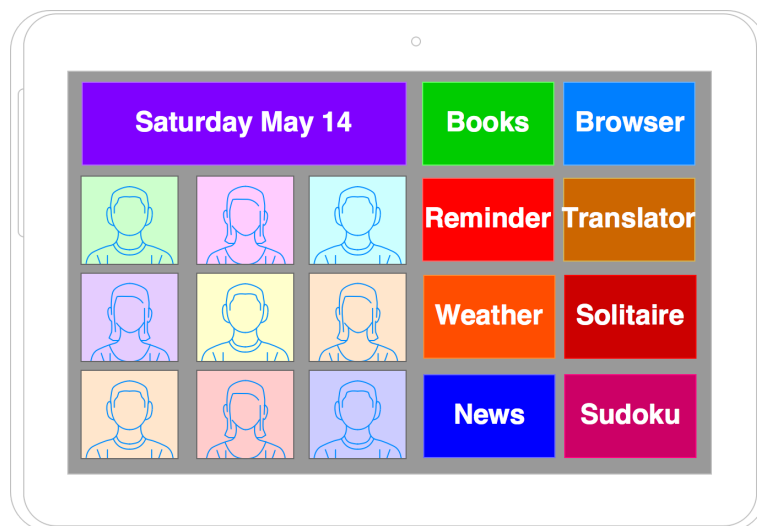 Saturday May 14
Books
Browser
Reminder
Translator
Weather
Solitaire
News
Sudoku